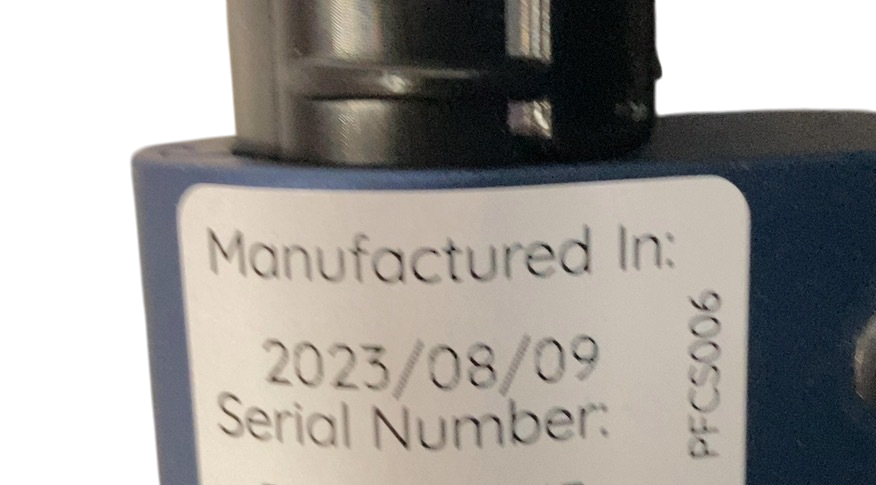 Manufactured In:
2023/08/09
Serial Number:
PFCS006